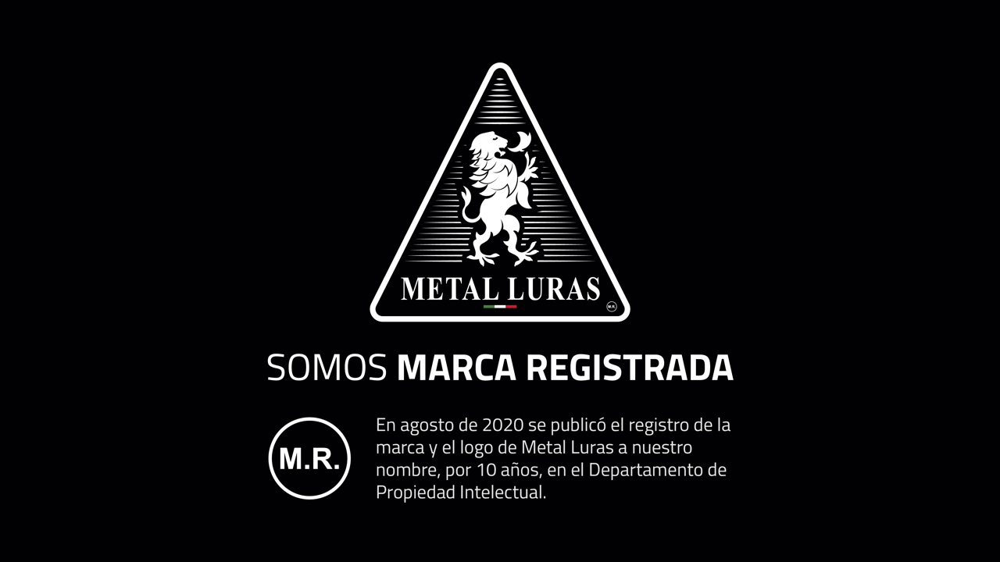 METAL LURAS
M.R.
SOMOS MARCA REGISTRADA
M.R.
En agosto de 2020 se publicó el registro de la
marca y el logo de Metal Luras a nuestro
nombre, por 10 años, en el Departamento de
Propiedad Intelectual.